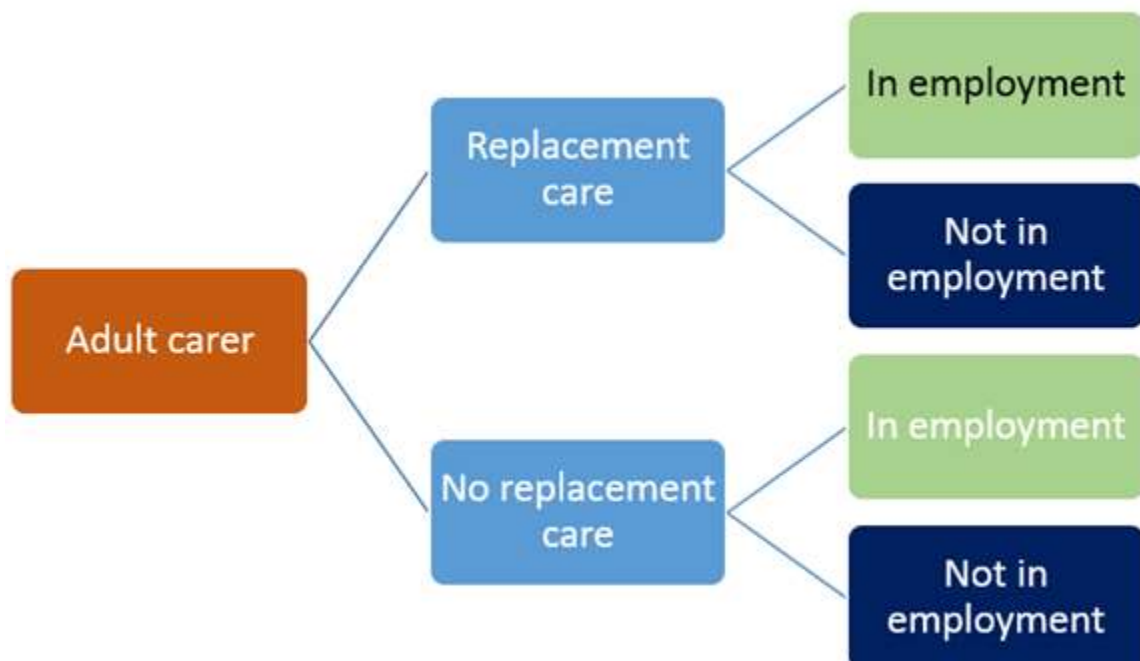 In employment
Replacement
care
Not in
employment
Adult carer
In employment
No replacement
care
Not in
employment